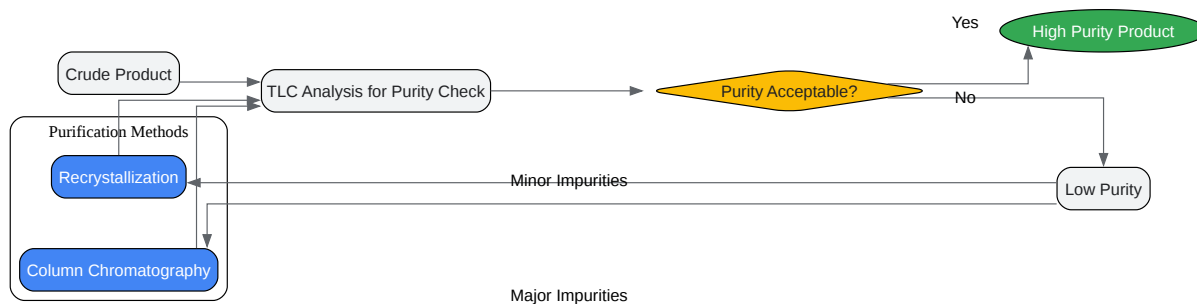 Yes
High Purity Product
Crude Product
TLC Analysis for Purity Check
Purity Acceptable?
No
Purification Methods
Recrystallization
Minor Impurities
Low Purity
Column Chromatography
Major Impurities